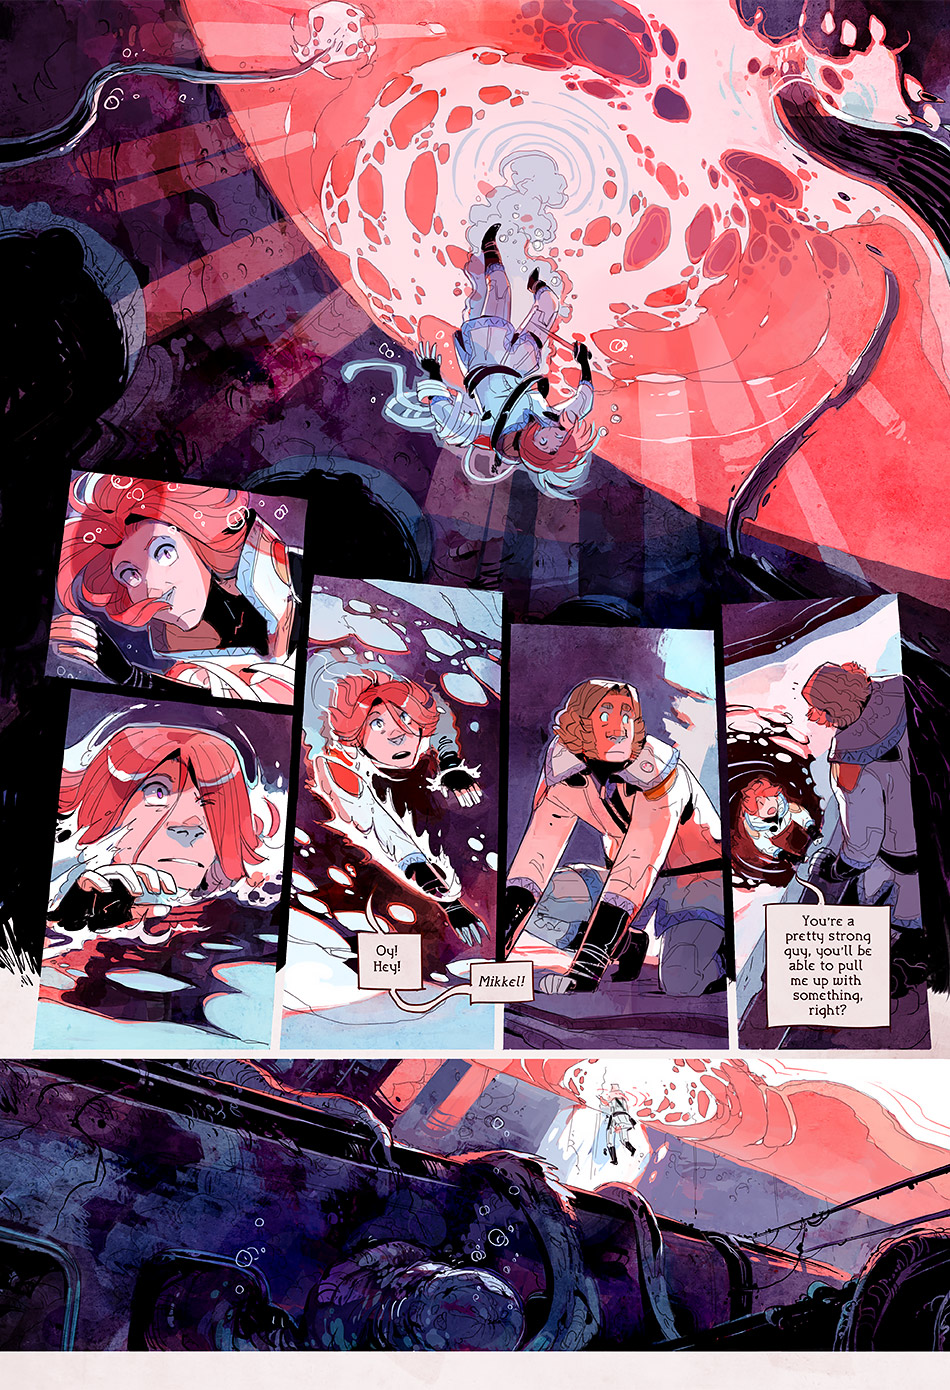 Oy!
Hey!
Mikkel!
You're a
pretty strong
guy, you'll be
able to pull
me up with
something,
right?